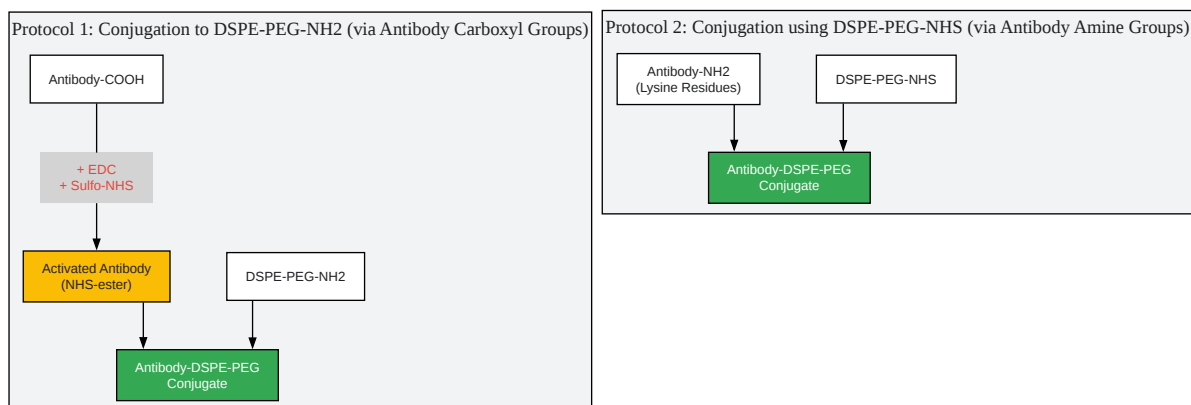 Protocol 1: Conjugation to DSPE-PEG-NH2 (via Antibody Carboxyl Groups)
Antibody-COOH
+ EDC
+ Sulfo-NHS
Activated Antibody
(NHS-ester)
DSPE-PEG-NH2
Antibody-DSPE-PEG
Conjugate
Protocol 2: Conjugation using DSPE-PEG-NHS (via Antibody Amine Groups)
Antibody-NH2
(Lysine Residues)
DSPE-PEG-NHS
Antibody-DSPE-PEG
Conjugate